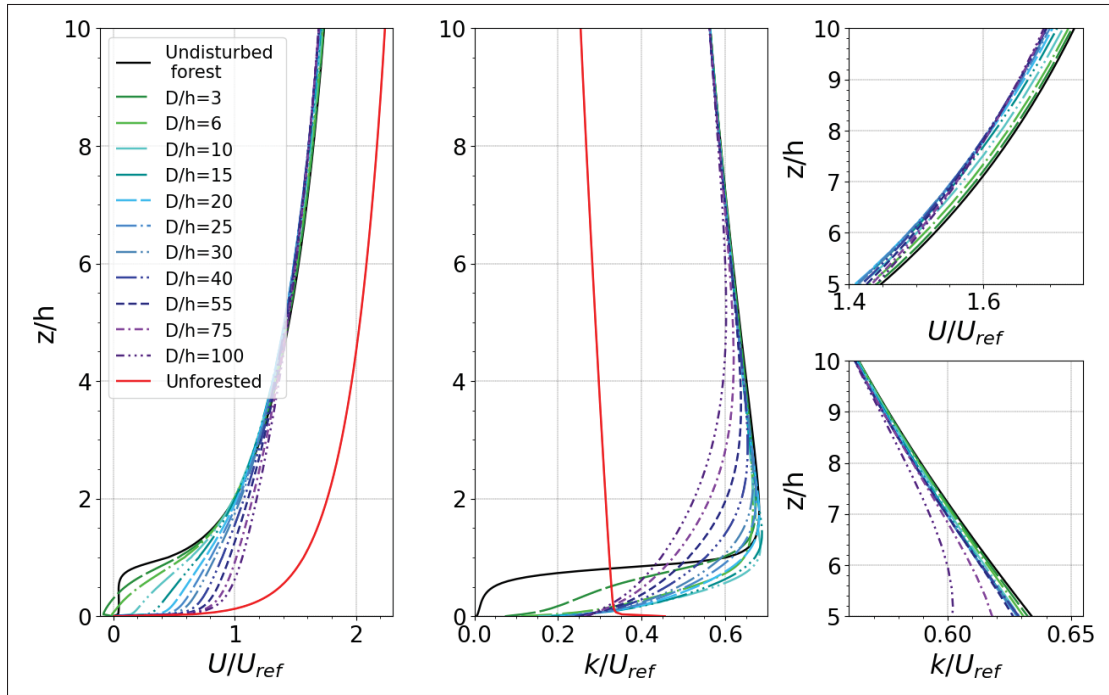 10
8
6
4
2
0
z/h
Undisturbed
forest
D/h=3
D/h=6
D/h=10
D/h=15
D/h=20
D/h=25
D/h=30
D/h=40
D/h=55
D/h=75
D/h=100
Unforested
0
1
2
U/U_ref
10
8
6
4
2
0
0.0
0.2
0.4
0.6
k/U_ref
10
9
8
7
6
5
z/h
1.4
1.6
U/U_ref
10
9
8
7
6
5
z/h
0.60
0.65
k/U_ref